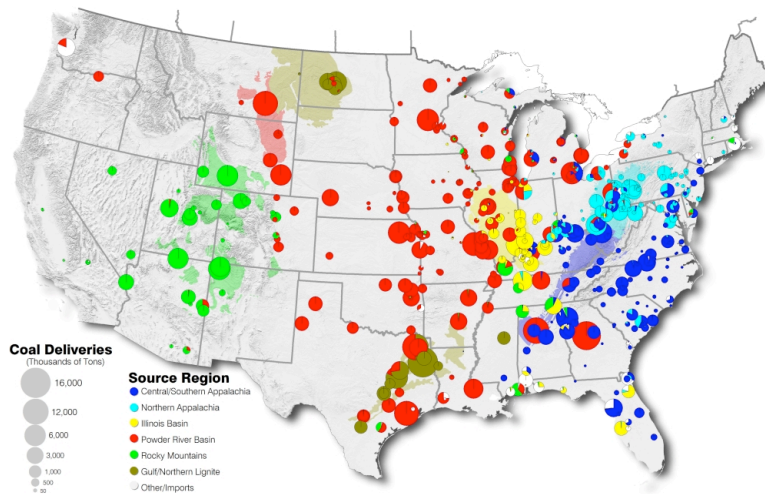 Coal Deliveries
(Thousands of Tons)
16,000
12,000
6,000
3,000
1,000
500
50
Source Region
Central/Southern Appalachia
Northern Appalachia
Illinois Basin
Powder River Basin
Rocky Mountains
Gulf/Northern Lignite
Other/Imports